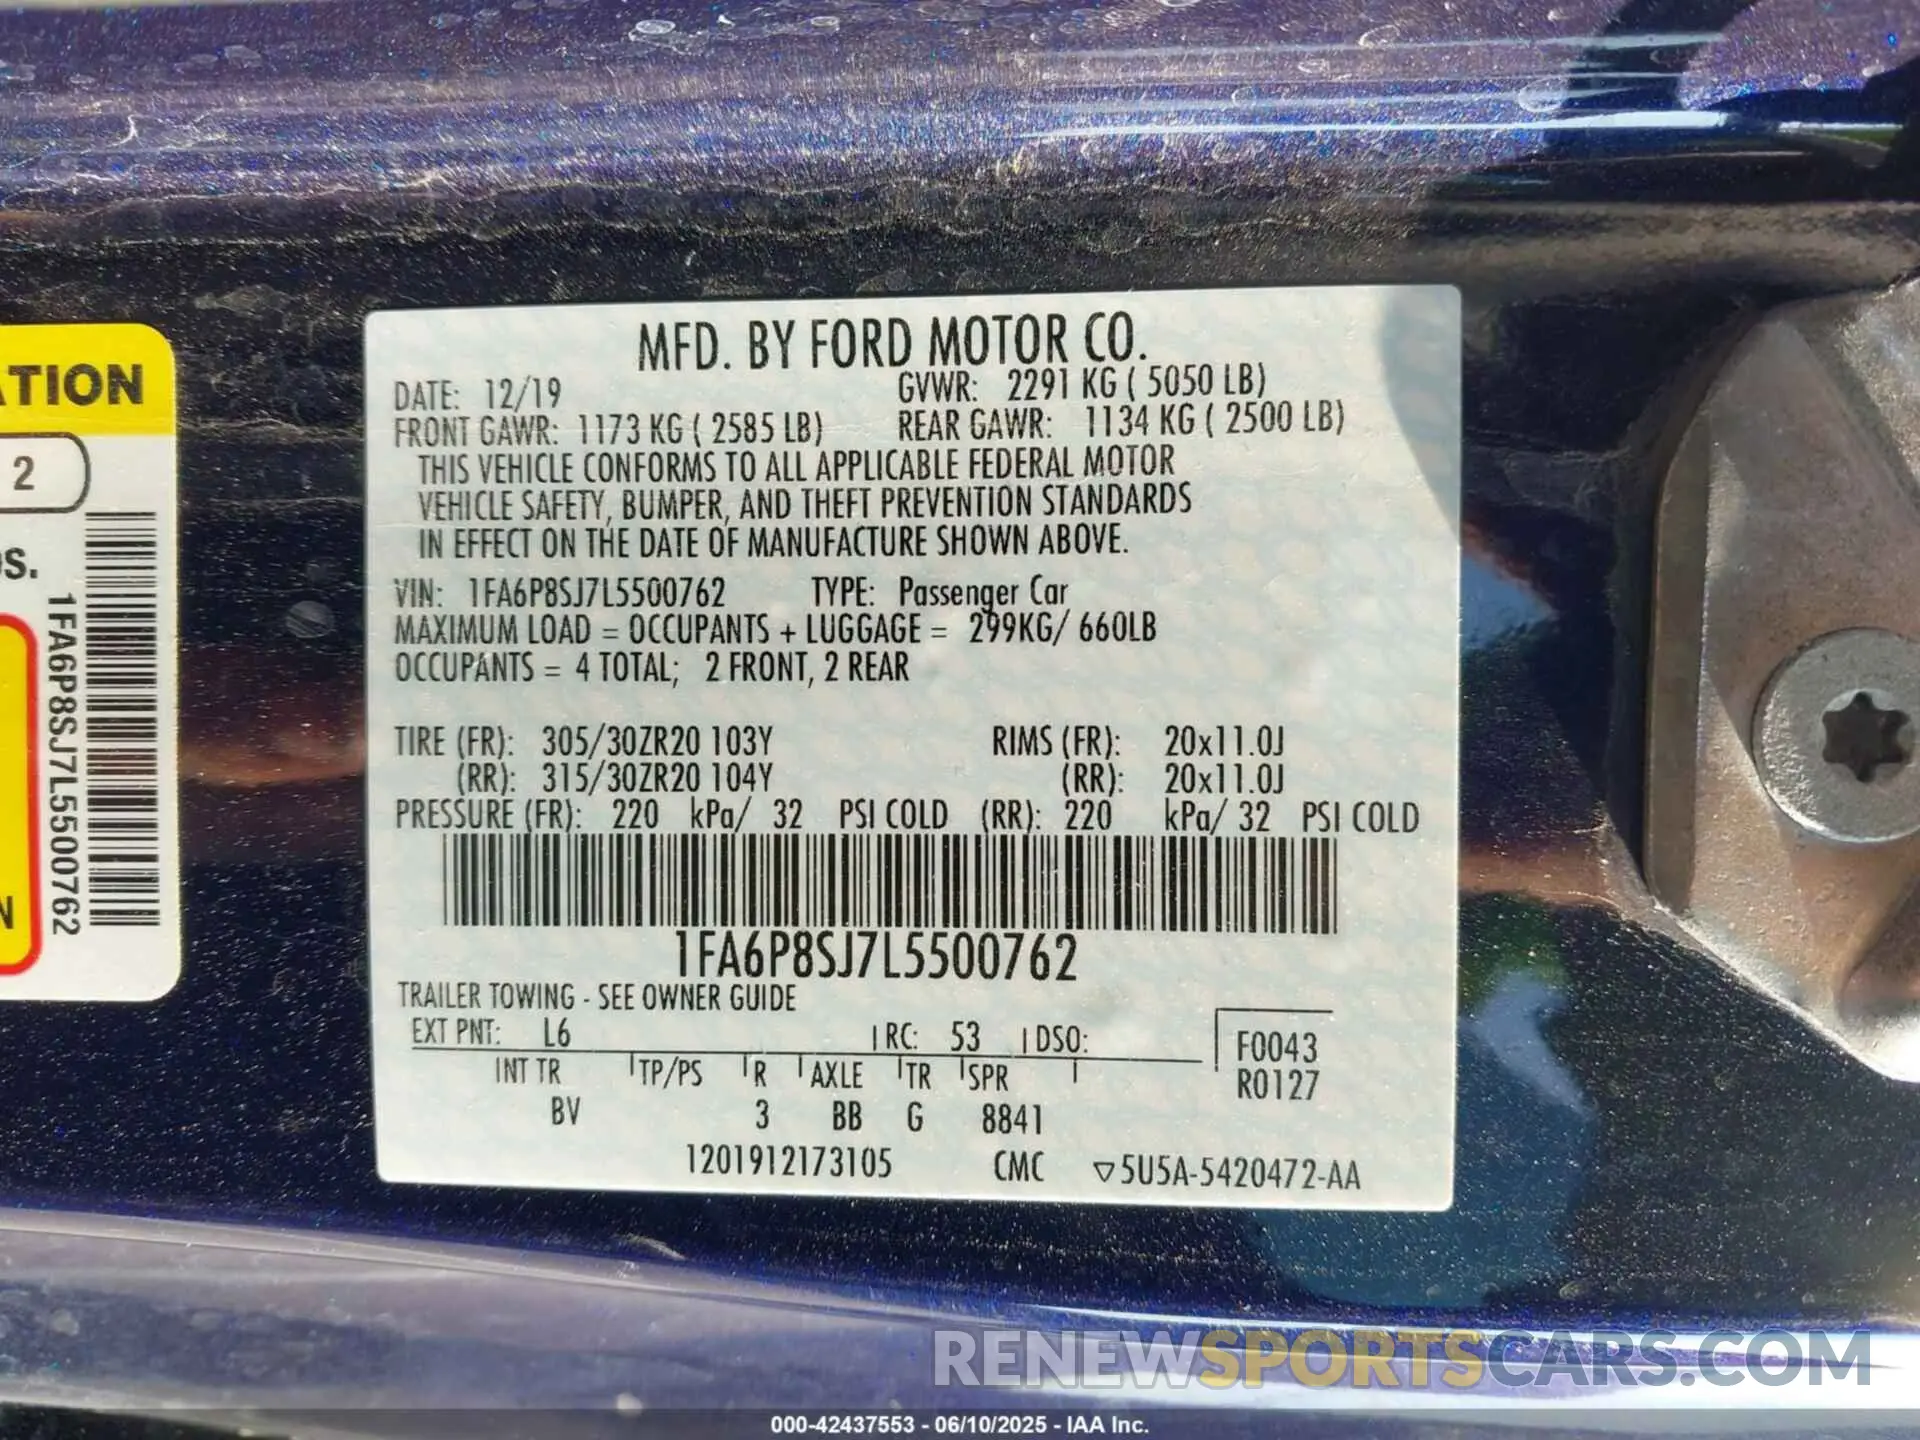 MFD. BY FORD MOTOR CO.
DATE: 12/19 GVWR: 2291 KG ( 5050 LB)
FRONT GAWR: 1173 KG ( 2585 LB) REAR GAWR: 1134 KG ( 2500 LB)
THIS VEHICLE CONFORMS TO ALL APPLICABLE FEDERAL MOTOR
VEHICLE SAFETY, BUMPER, AND THEFT PREVENTION STANDARDS
IN EFFECT ON THE DATE OF MANUFACTURE SHOWN ABOVE.
VIN: 1FA6P8SJ7L5500762 TYPE: Passenger Car
MAXIMUM LOAD = OCCUPANTS + LUGGAGE = 299KG/ 660LB
OCCUPANTS = 4 TOTAL; 2 FRONT, 2 REAR
TIRE (FR): 305/30ZR20 103Y RIMS (FR): 20x11.0J
(RR): 315/30ZR20 104Y (RR): 20x11.0J
PRESSURE (FR): 220 kPa/ 32 PSI COLD (RR): 220 kPa/ 32 PSI COLD
1FA6P8SJ7L5500762
TRAILER TOWING - SEE OWNER GUIDE
EXT PNT: L6 RC: 53 DSO: F0043
INT TR TP/PS R AXLE TR SPR R0127
BV 3 BB G 8841
1201912173105 CMC ▽5U5A-5420472-AA
ATION
2
S.
1FA6P8SJ7L5500762
N
RENEWSPORTSCARS.COM
000-42437553 - 06/10/2025 - IAA Inc.